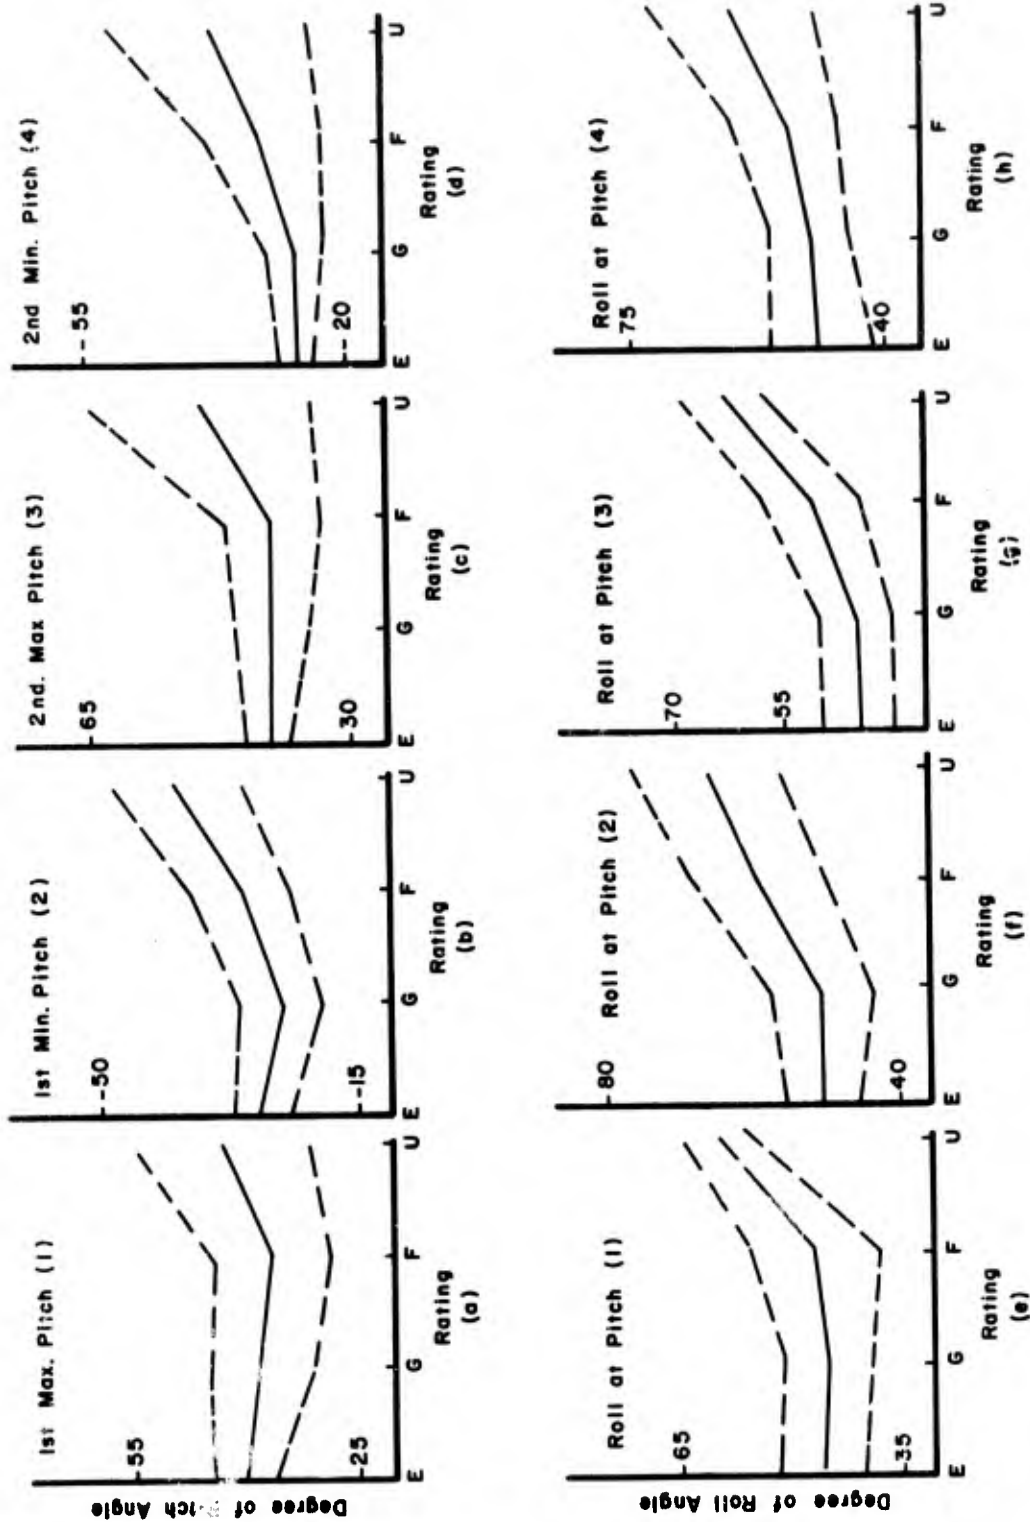 1st Max. Pitch (1)
55
25
E G F U
Rating
(a)
1st Min. Pitch (2)
-50
-15
E G F U
Rating
(b)
2nd. Max Pitch (3)
65
30
E G F U
Rating
(c)
2nd Min. Pitch (4)
-55
-20
E G F U
Rating
(d)
Degree of Angle
Roll at Pitch (1)
65
35
E G F U
Rating
(e)
Roll at Pitch (2)
80
40
E G F U
Rating
(f)
Roll at Pitch (3)
-70
-55
E G F U
Rating
(g)
Roll at Pitch (4)
75
40
E G F U
Rating
(h)
Degree of Roll Angle